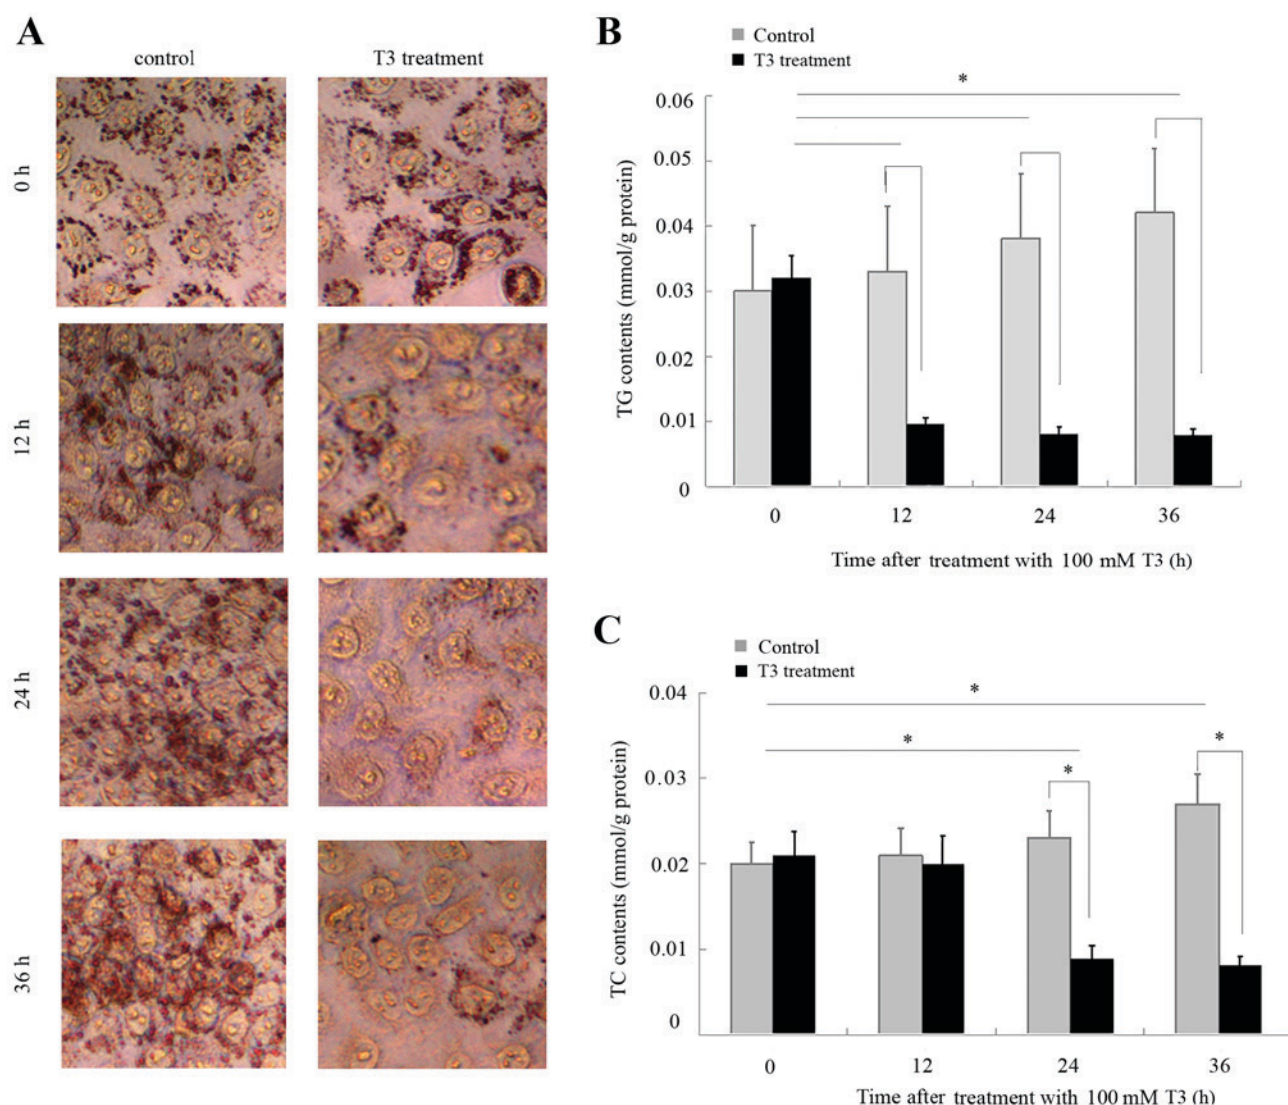 A
control
T3 treatment
0 h
12 h
24 h
36 h
B
Control
T3 treatment
*
0.06
0.05
0.04
0.03
0.02
0.01
0
TG contents (mmol/g protein)
0
12
24
36
Time after treatment with 100 mM T3 (h)
C
Control
T3 treatment
*
*
*
*
0.04
0.03
0.02
0.01
0
TC contents (mmol/g protein)
0
12
24
36
Time after treatment with 100 mM T3 (h)